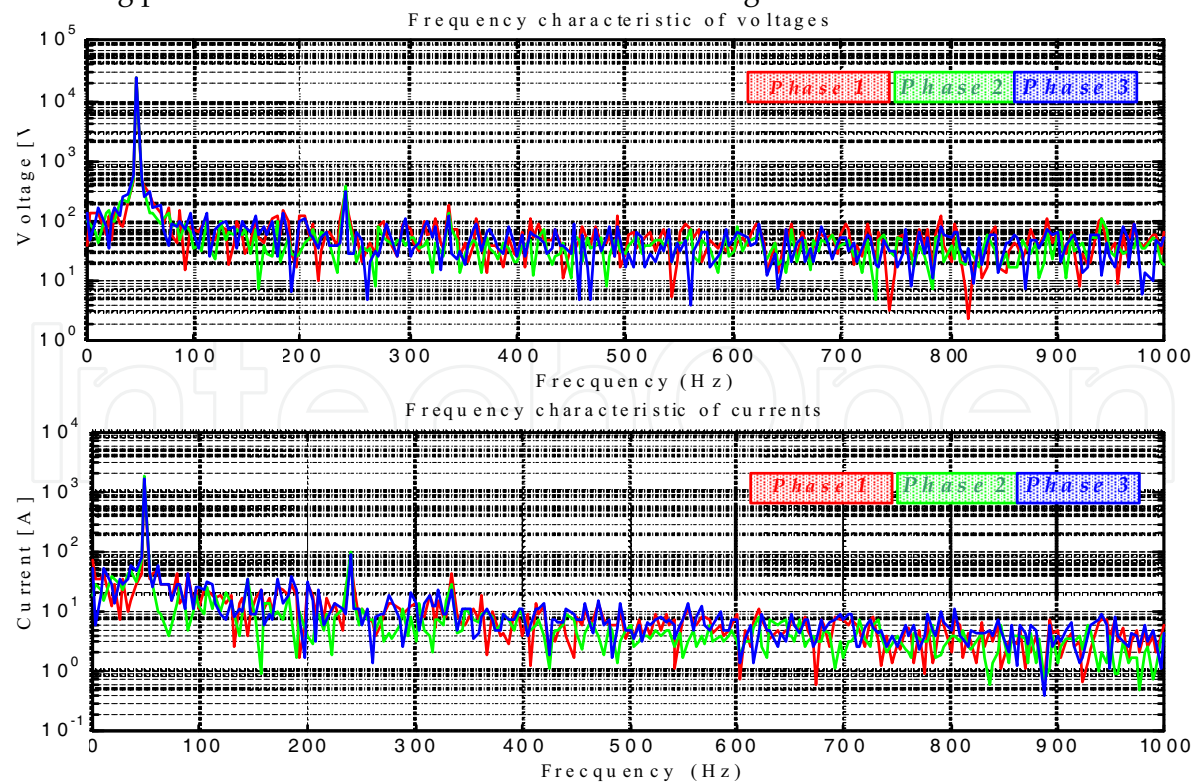 Frequency characteristic of voltages
10^5
10^4
10^3
10^2
10^1
10^0
Voltage [V
Phase 1 Phase 2 Phase 3
0 100 200 300 400 500 600 700 800 900 1000
Frecquency (Hz)
IntechOpen
Frequency characteristic of currents
10^4
10^3
10^2
10^1
10^0
10^-1
Current [A]
Phase 1 Phase 2 Phase 3
0 100 200 300 400 500 600 700 800 900 1000
Frecquency (Hz)